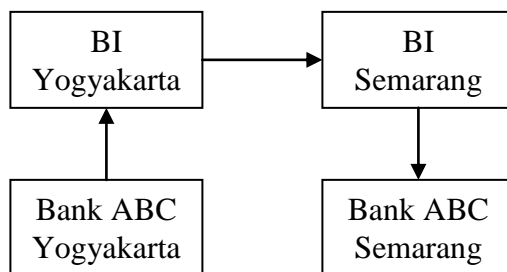 BI
Yogyakarta
BI
Semarang
Bank ABC
Yogyakarta
Bank ABC
Semarang